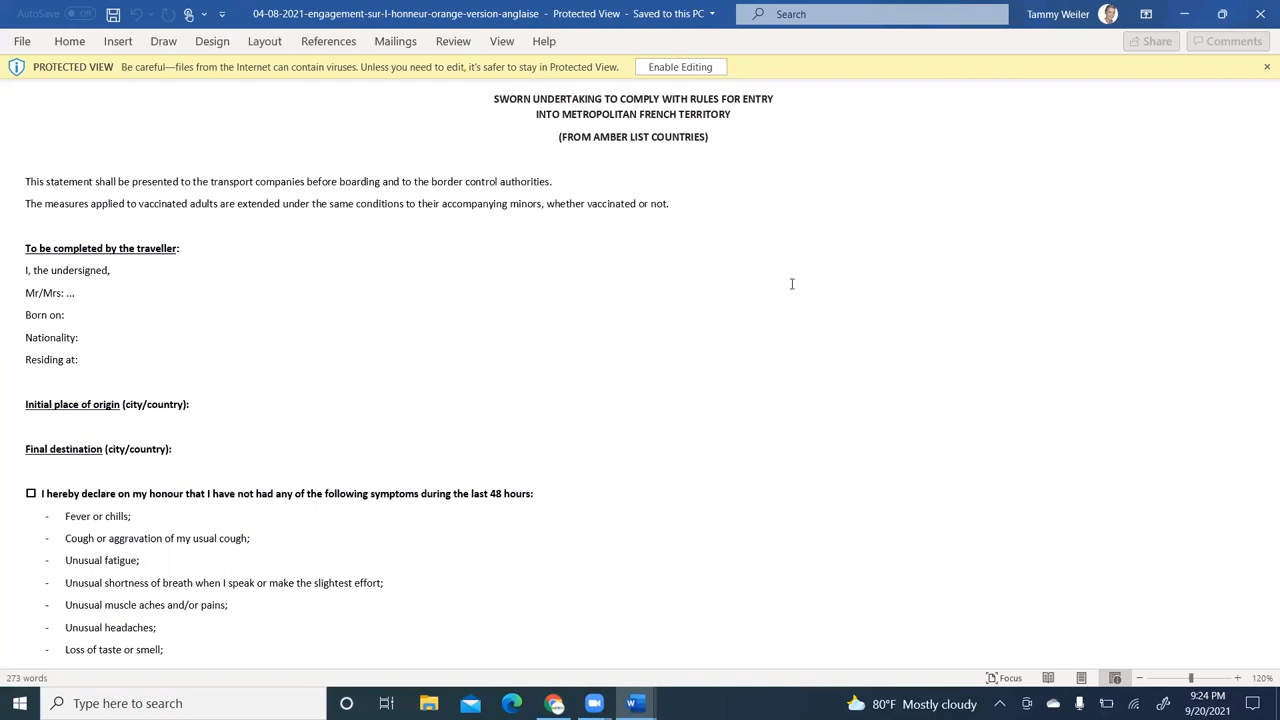 AutoSave Off 04-08-2021-engagement-sur-l-honneur-orange-version-anglaise - Protected View - Saved to this PC Search Tammy Weiler
File Home Insert Draw Design Layout References Mailings Review View Help Share Comments
PROTECTED VIEW Be careful—files from the Internet can contain viruses. Unless you need to edit, it's safer to stay in Protected View. Enable Editing
SWORN UNDERTAKING TO COMPLY WITH RULES FOR ENTRY
INTO METROPOLITAN FRENCH TERRITORY
(FROM AMBER LIST COUNTRIES)
This statement shall be presented to the transport companies before boarding and to the border control authorities.
The measures applied to vaccinated adults are extended under the same conditions to their accompanying minors, whether vaccinated or not.
To be completed by the traveller:
I, the undersigned,
Mr/Mrs: ...
Born on:
Nationality:
Residing at:
Initial place of origin (city/country):
Final destination (city/country):
I hereby declare on my honour that I have not had any of the following symptoms during the last 48 hours:
- Fever or chills;
- Cough or aggravation of my usual cough;
- Unusual fatigue;
- Unusual shortness of breath when I speak or make the slightest effort;
- Unusual muscle aches and/or pains;
- Unusual headaches;
- Loss of taste or smell;
273 words Focus 120%
Type here to search 80°F Mostly cloudy 9:24 PM
9/20/2021